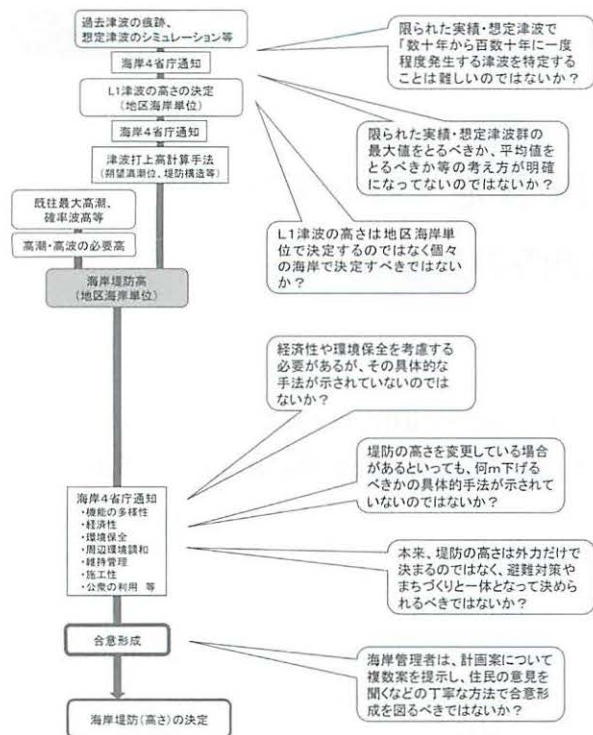 過去津波の痕跡、
想定津波のシミュレーション等
海岸4省庁通知
L1津波の高さの決定
(地区海岸単位)
海岸4省庁通知
津波打上高計算手法
(朔望満潮位、堤防構造等)
既往最大高潮、
確率波高等
高潮・高波の必要高
海岸堤防高
(地区海岸単位)
海岸4省庁通知
・機能の多様性
・経済性
・環境保全
・周辺環境調和
・維持管理
・施工性
・公衆の利用 等
合意形成
海岸堤防(高さ)の決定
限られた実績・想定津波で
「数十年から百数十年に一度
程度発生する津波を特定す
ることは難しいのではないか?
限られた実績・想定津波群の
最大値をとるべきか、平均値を
とるべきか等の考え方が明確
になってないのではないか?
L1津波の高さは地区海岸単
位で決定するのではなく個々
の海岸で決定すべきではない
か?
経済性や環境保全を考慮する
必要があるが、その具体的な
手法が示されていないのでは
ないか?
堤防の高さを変更している場合
があるといっても、何m下げる
べきかの具体的手法が示されて
いないのではないか?
本来、堤防の高さは外力だけで
決まるのではなく、避難対策や
まちづくりと一体となって決めら
れるべきではないか?
海岸管理者は、計画案について
複数案を提示し、住民の意見を
聞くなどの丁寧な方法で合意形
成を図るべきではないか?